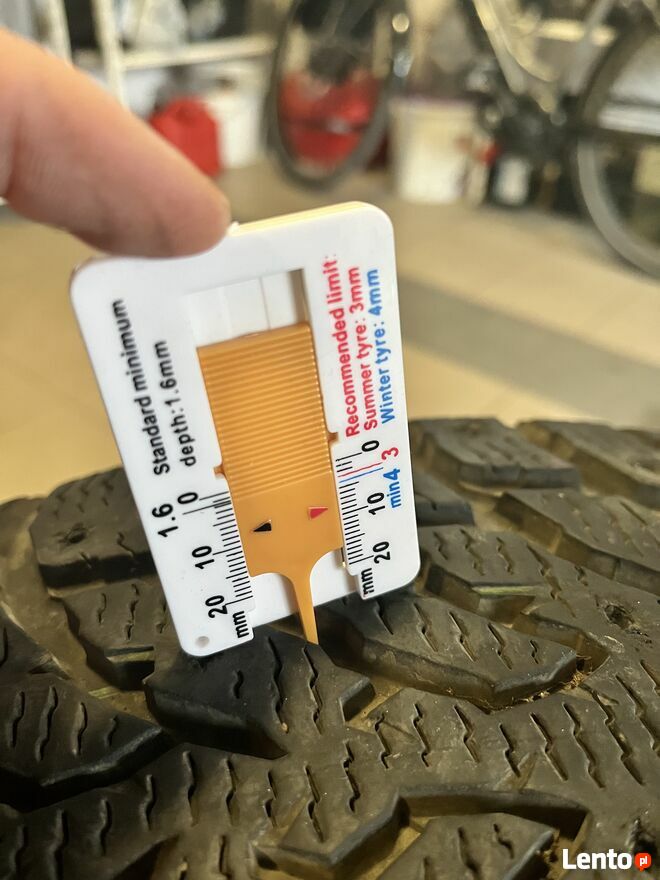 Standard minimum
depth:1.6mm
Recommended limit:
Summer tyre: 3mm
Winter tyre: 4mm
1.6
0
10
20
mm
0
10
20
mm
3
min4
Lento pl